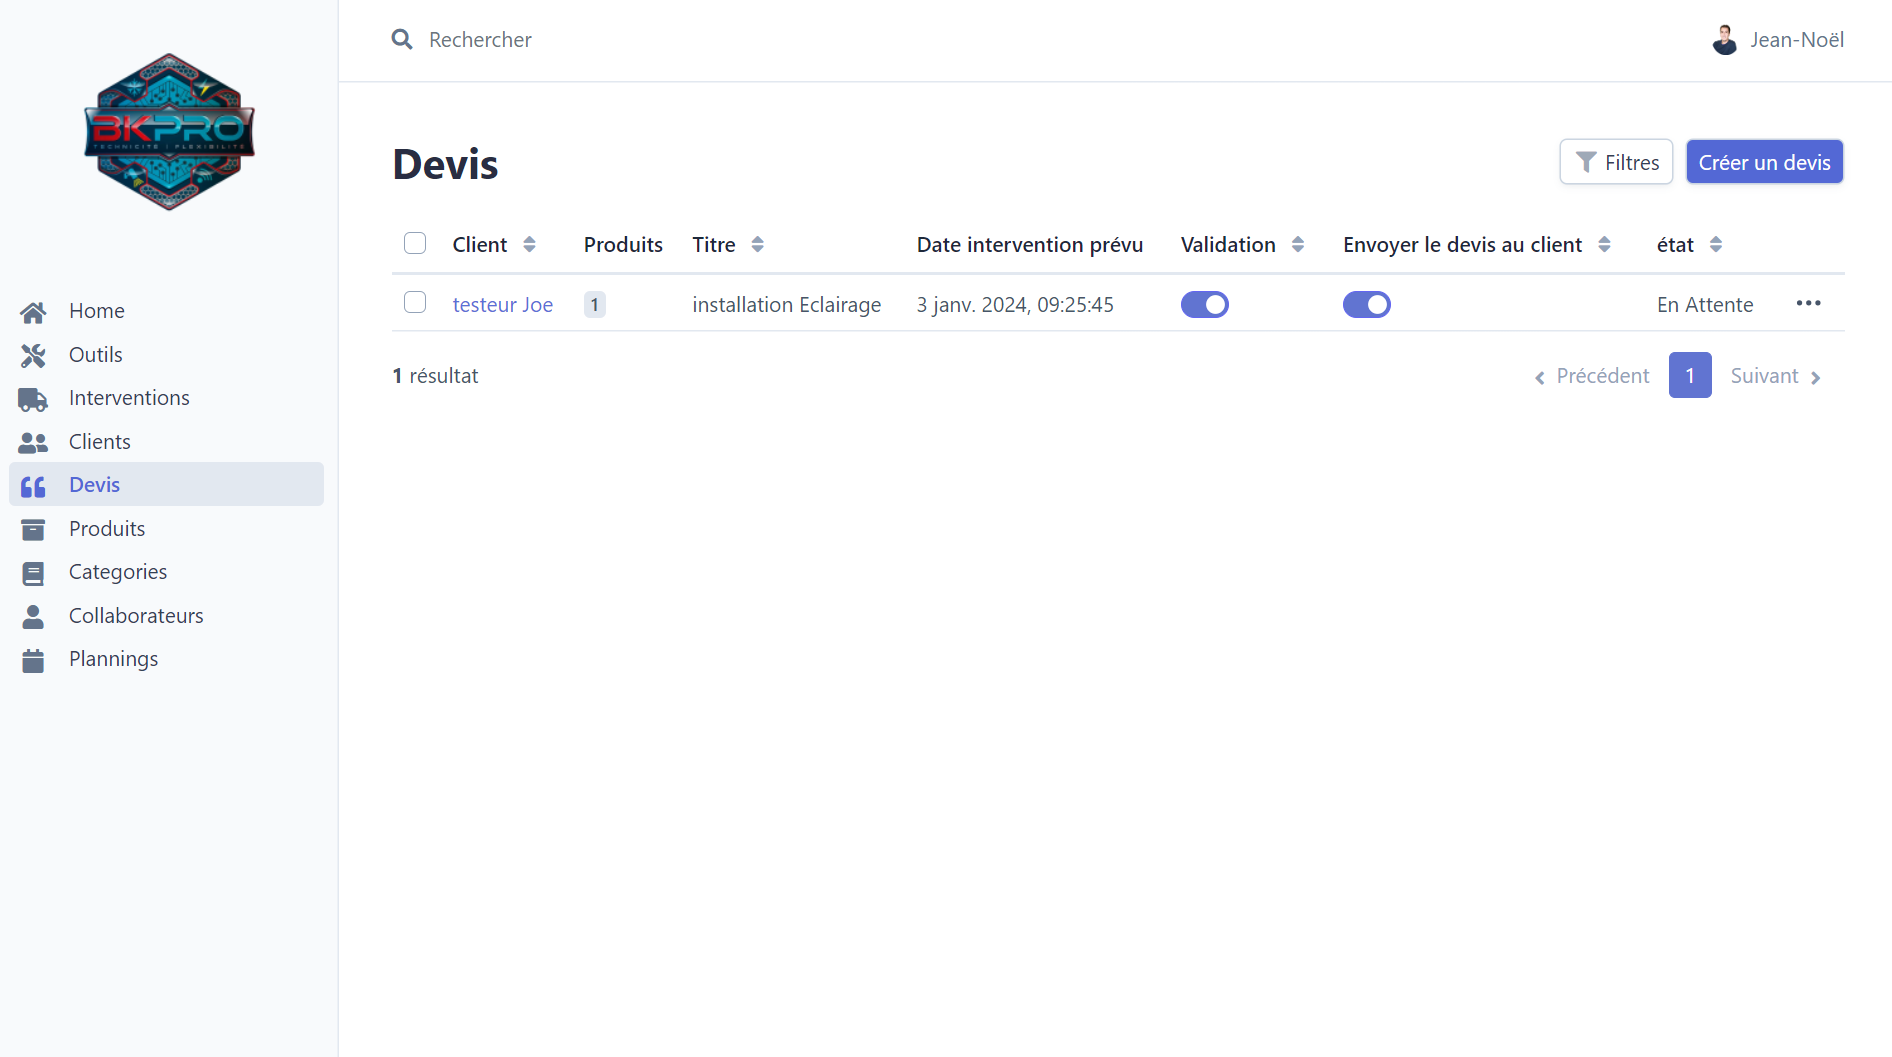 Rechercher
Jean-Noël
BKPRO
TECHNICITÉ / FLEXIBILITÉ
Devis
Filtres
Créer un devis
Client Produits Titre Date intervention prévu Validation Envoyer le devis au client état
testeur Joe 1 installation Eclairage 3 janv. 2024, 09:25:45 En Attente
1 résultat
Précédent 1 Suivant
Home
Outils
Interventions
Clients
Devis
Produits
Categories
Collaborateurs
Plannings